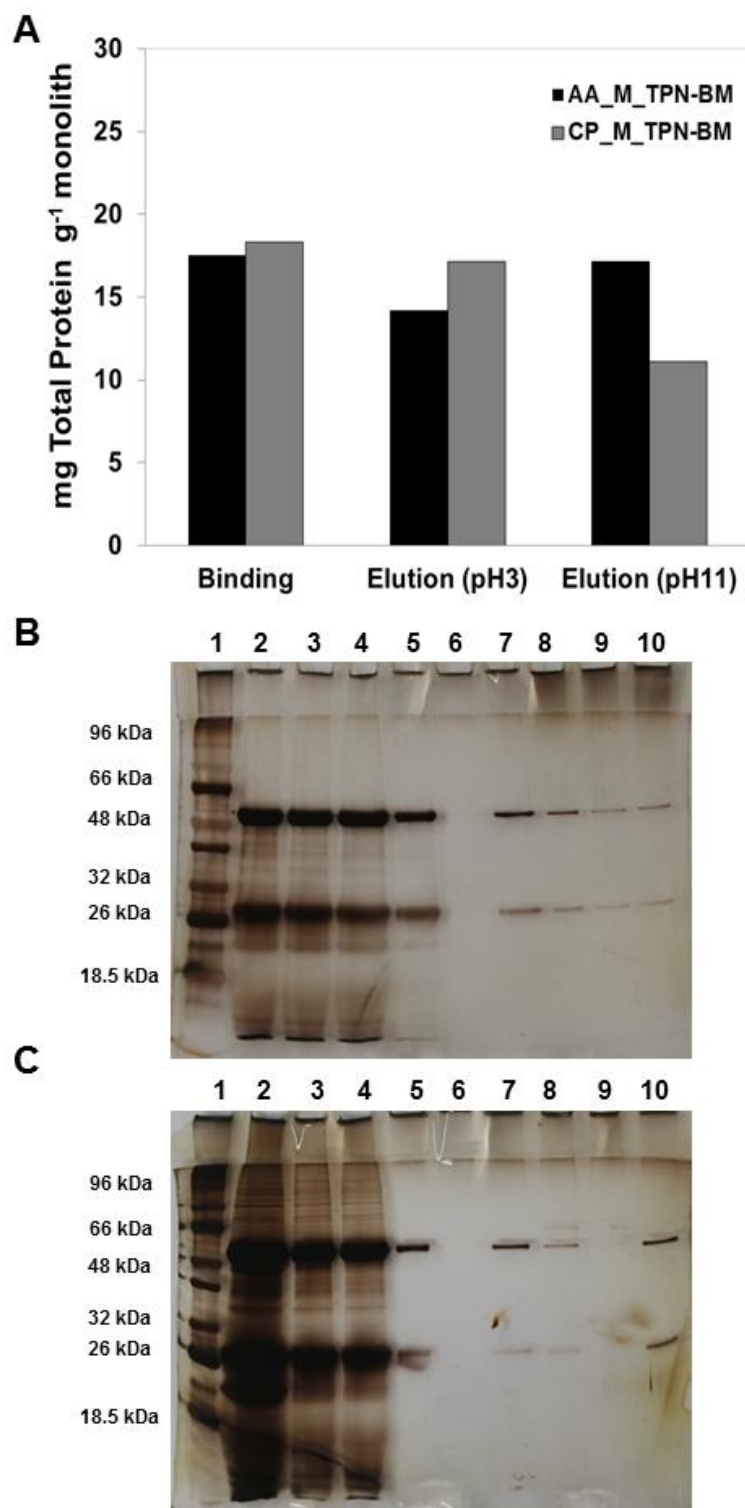 A
30
25
20
15
10
5
0
mg Total Protein g⁻¹ monolith
AA_M_TPN-BM
CP_M_TPN-BM
Binding Elution (pH3) Elution (pH11)
B
1 2 3 4 5 6 7 8 9 10
96 kDa
66 kDa
48 kDa
32 kDa
26 kDa
18.5 kDa
C
1 2 3 4 5 6 7 8 9 10
96 kDa
66 kDa
48 kDa
32 kDa
26 kDa
18.5 kDa